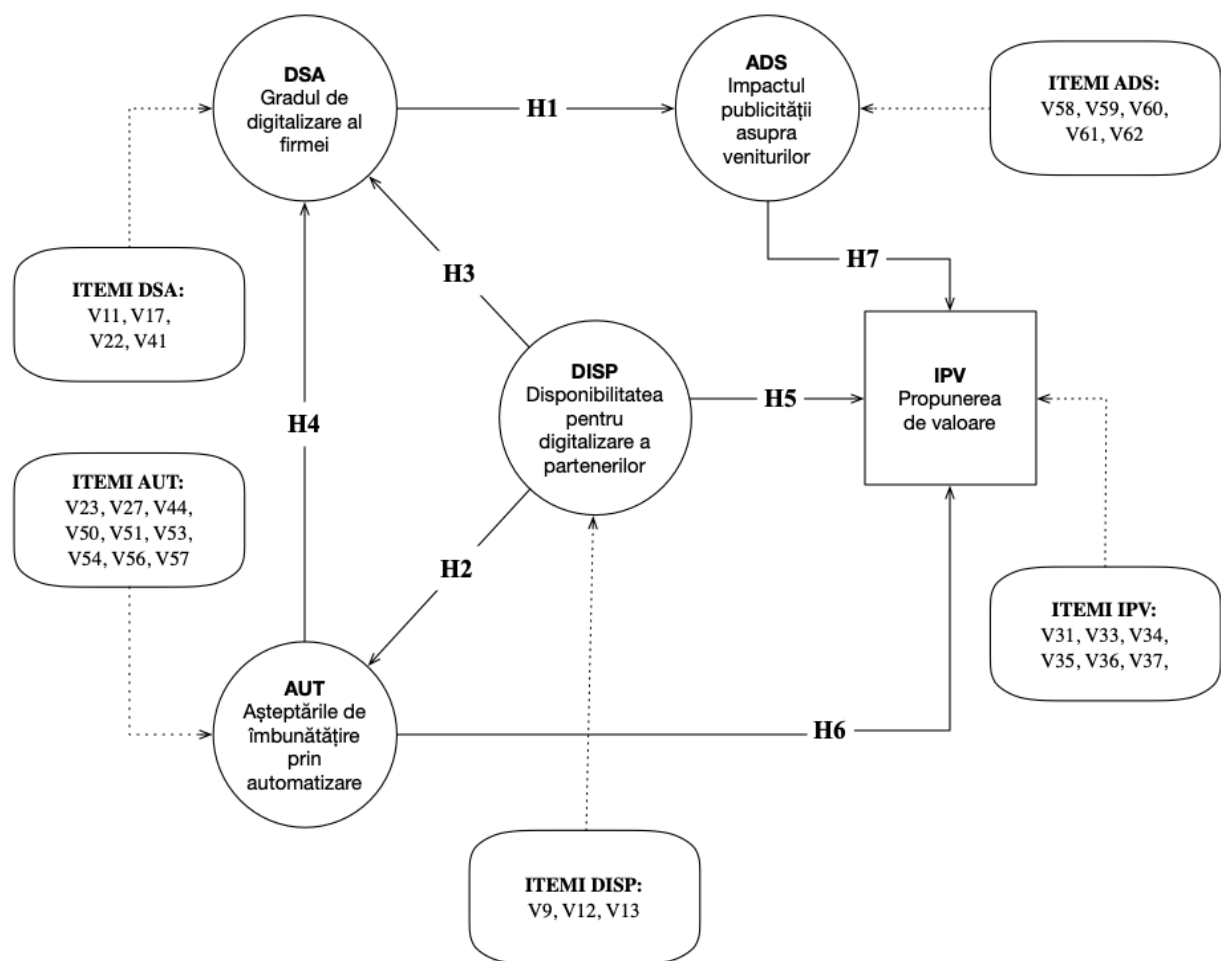 DSA
Gradul de
digitalizare al
firmei
H1
ADS
Impactul
publicității
asupra
veniturilor
ITEMI ADS:
V58, V59, V60,
V61, V62
H3
H7
ITEMI DSA:
V11, V17,
V22, V41
DISP
Disponibilitatea
pentru
digitalizare a
partenerilor
H5
IPV
Propunerea
de valoare
H4
ITEMI AUT:
V23, V27, V44,
V50, V51, V53,
V54, V56, V57
H2
ITEMI IPV:
V31, V33, V34,
V35, V36, V37,
AUT
Așteptările de
îmbunătățire
prin
automatizare
H6
ITEMI DISP:
V9, V12, V13